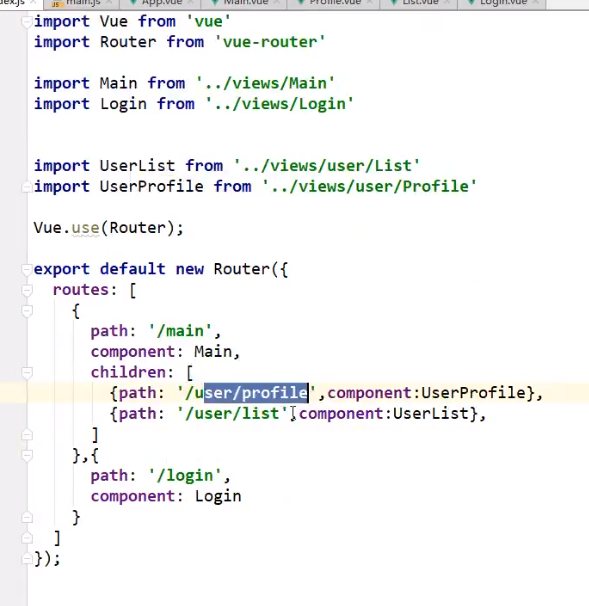 dex.js main.js App.vue Main.vue Profile.vue List.vue Login.vue
import Vue from 'vue'
import Router from 'vue-router'
import Main from '../views/Main'
import Login from '../views/Login'
import UserList from '../views/user/List'
import UserProfile from '../views/user/Profile'
Vue.use(Router);
export default new Router({
routes: [
{
path: '/main',
component: Main,
children: [
{path: '/user/profile',component:UserProfile},
{path: '/user/list',component:UserList},
]
},{
path: '/login',
component: Login
}
]
});